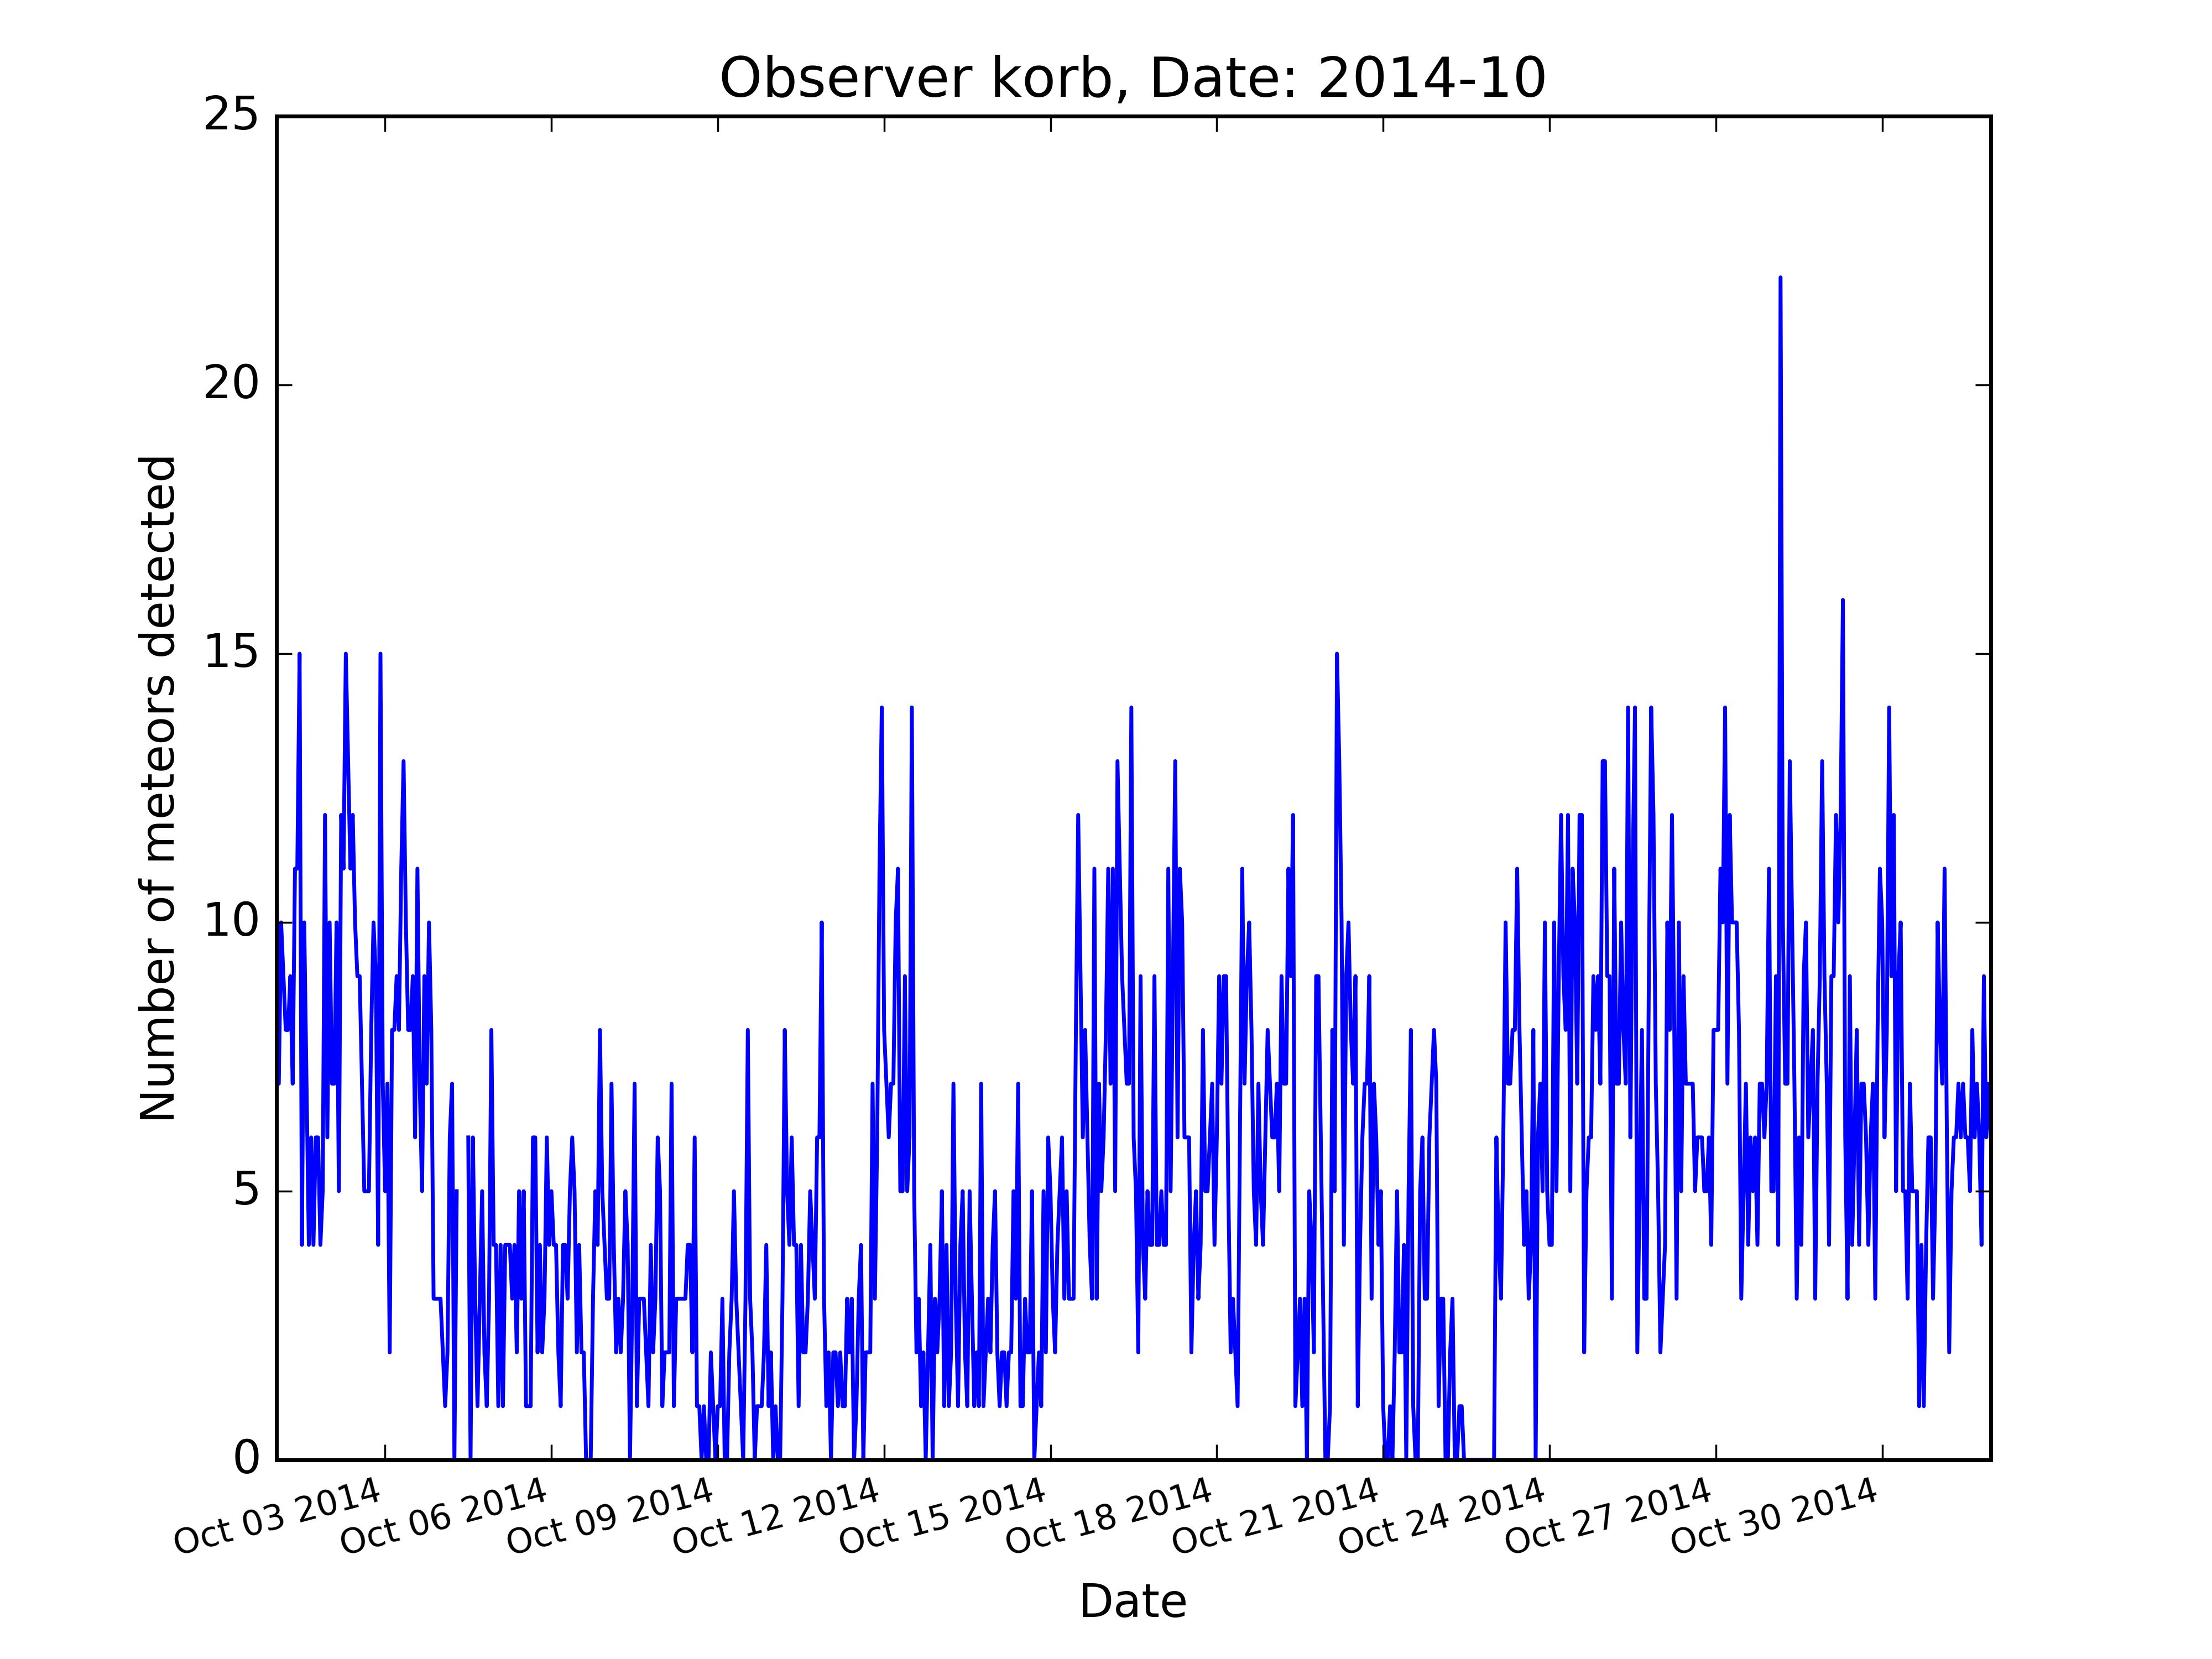 Observer korb, Date: 2014-10
25
20
15
10
5
0
Number of meteors detected
Oct 03 2014
Oct 06 2014
Oct 09 2014
Oct 12 2014
Oct 15 2014
Oct 18 2014
Oct 21 2014
Oct 24 2014
Oct 27 2014
Oct 30 2014
Date